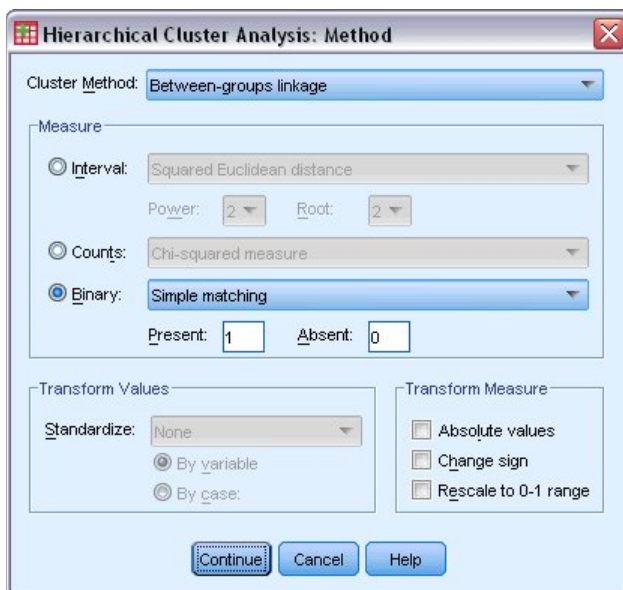 Hierarchical Cluster Analysis: Method
Cluster Method: Between-groups linkage
Measure
Interval: Squared Euclidean distance
Power: 2 Root: 2
Counts: Chi-squared measure
Binary: Simple matching
Present: 1 Absent: 0
Transform Values
Standardize: None
By variable
By case:
Transform Measure
Absolute values
Change sign
Rescale to 0-1 range
Continue Cancel Help